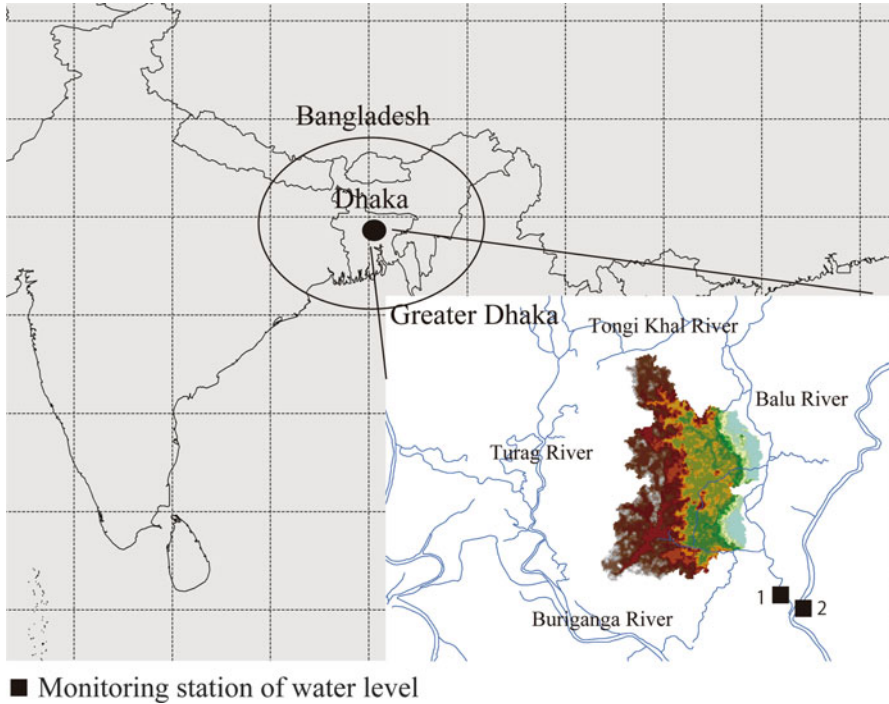 Bangladesh
Dhaka
Greater Dhaka
Tongi Khal River
Balu River
Turag River
Buriganga River
1
2
■ Monitoring station of water level